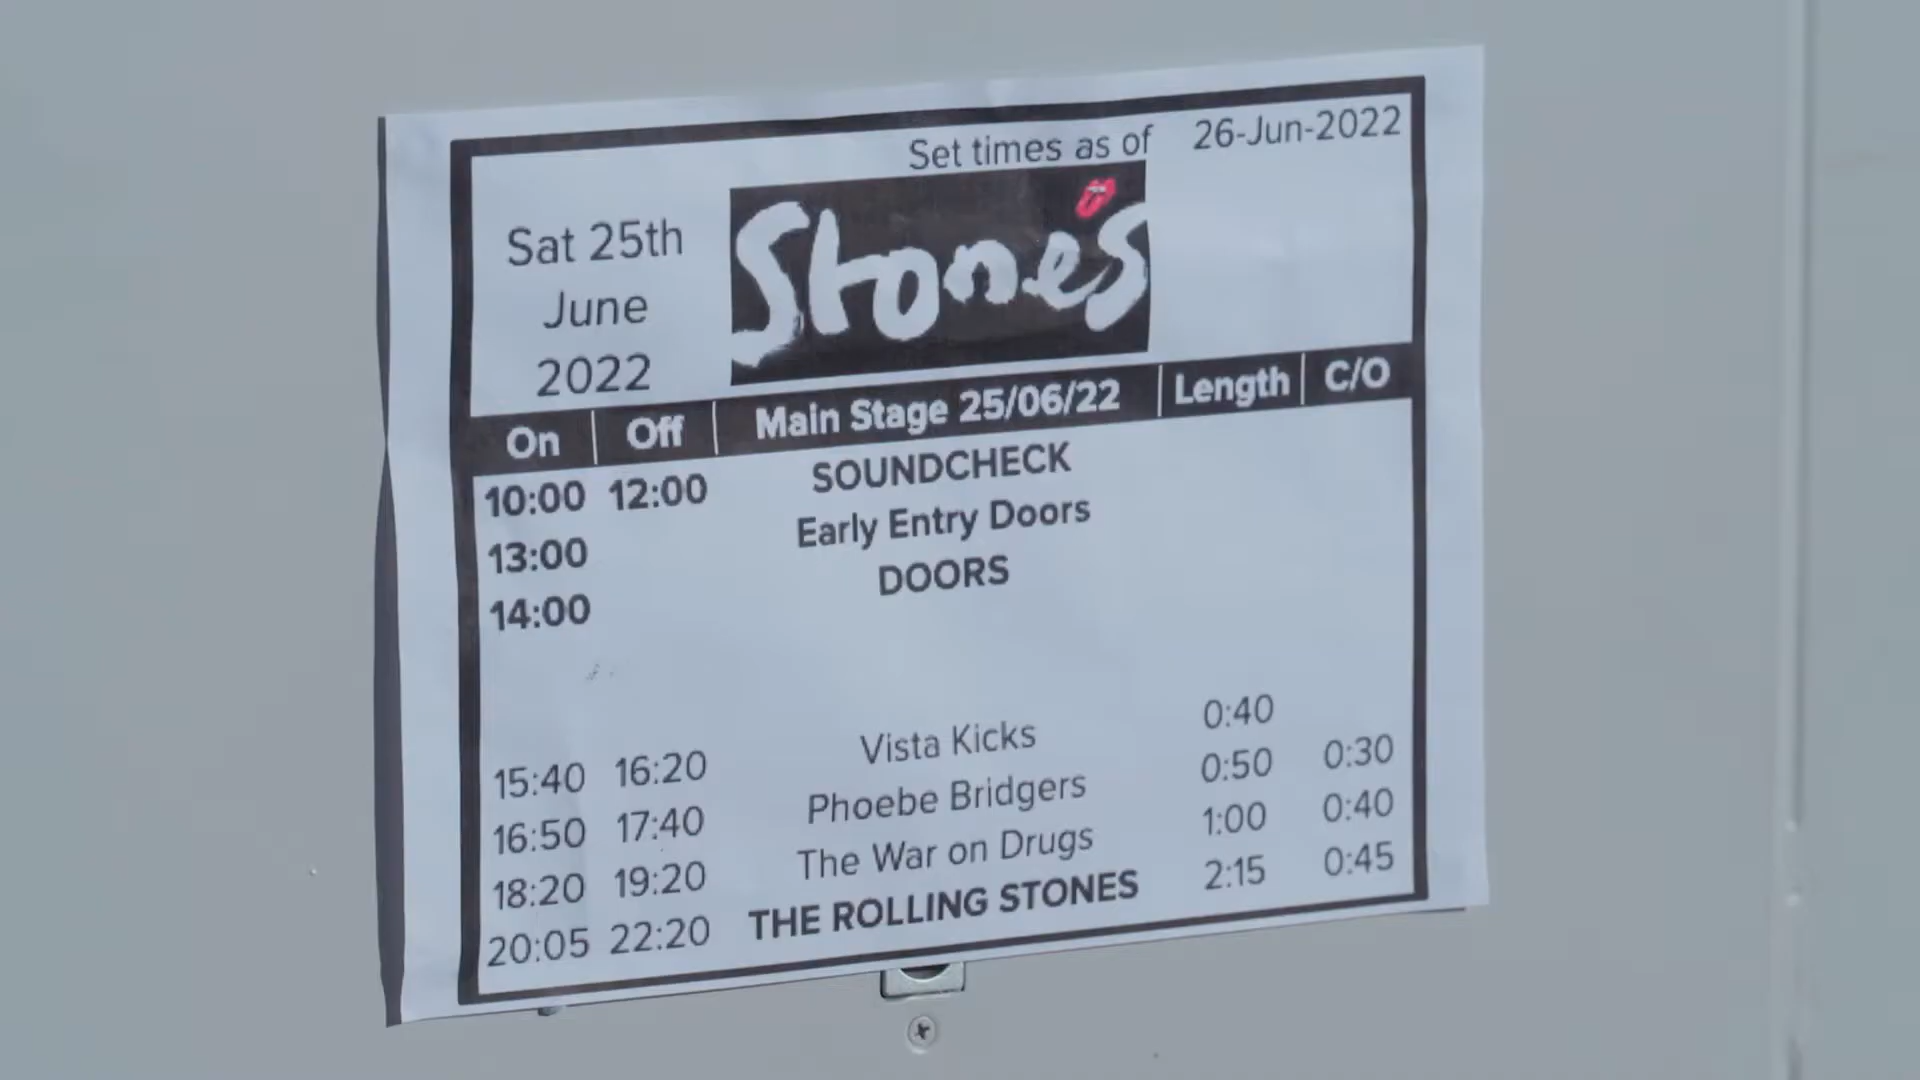 Set times as of 26-Jun-2022
Sat 25th
June
2022
Stones
On Off Main Stage 25/06/22 Length C/O
10:00 12:00 SOUNDCHECK
13:00 Early Entry Doors
14:00 DOORS
15:40 16:20 Vista Kicks 0:40
16:50 17:40 Phoebe Bridgers 0:50 0:30
18:20 19:20 The War on Drugs 1:00 0:40
20:05 22:20 THE ROLLING STONES 2:15 0:45